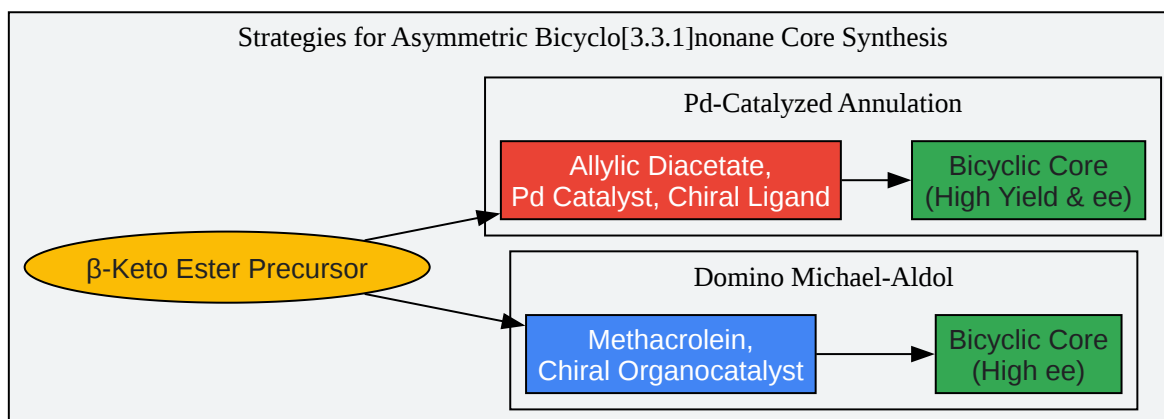 Strategies for Asymmetric Bicyclo[3.3.1]nonane Core Synthesis
Pd-Catalyzed Annulation
Allylic Diacetate,
Pd Catalyst, Chiral Ligand
Bicyclic Core
(High Yield & ee)
β-Keto Ester Precursor
Domino Michael-Aldol
Methacrolein,
Chiral Organocatalyst
Bicyclic Core
(High ee)